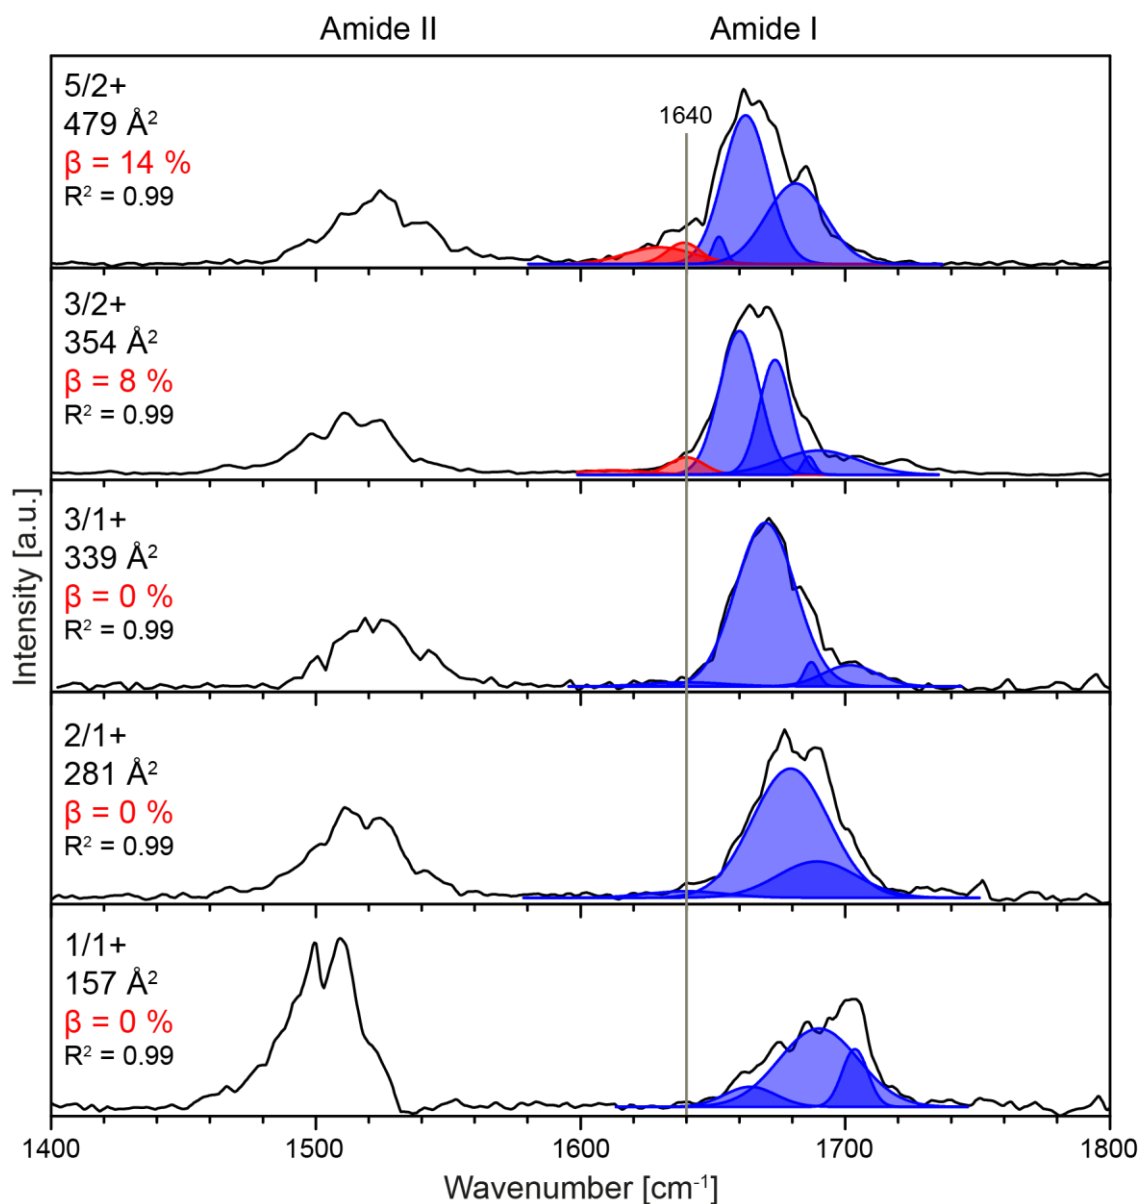 Amide II Amide I
5/2+
479 Å²
β = 14 %
R² = 0.99
1640
3/2+
354 Å²
β = 8 %
R² = 0.99
3/1+
339 Å²
β = 0 %
R² = 0.99
2/1+
281 Å²
β = 0 %
R² = 0.99
1/1+
157 Å²
β = 0 %
R² = 0.99
Intensity [a.u.]
1400 1500 1600 1700 1800
Wavenumber [cm⁻¹]